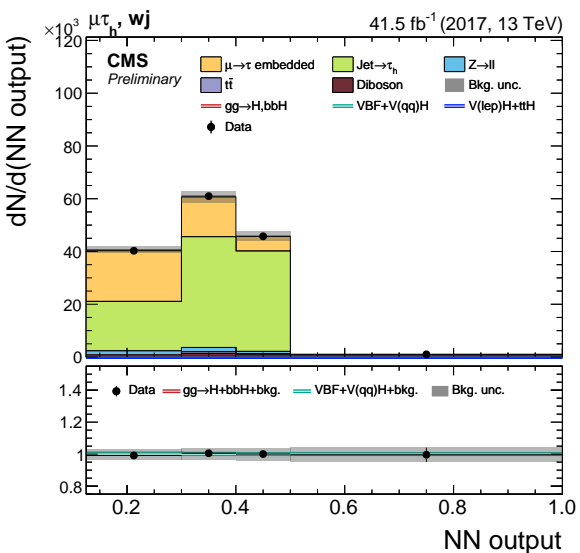 ×10³ μτₕ, wj 41.5 fb⁻¹ (2017, 13 TeV)
CMS
Preliminary
μ→τ embedded Jet→τₕ Z→ll
tt̄ Diboson Bkg. unc.
gg→H,bbH VBF+V(qq)H V(lep)H+ttH
Data
dN/d(NN output)
120
100
80
60
40
20
0
Data gg→H+bbH+bkg. VBF+V(qq)H+bkg. Bkg. unc.
1.4
1.2
1.0
0.8
0.2 0.4 0.6 0.8 1.0
NN output